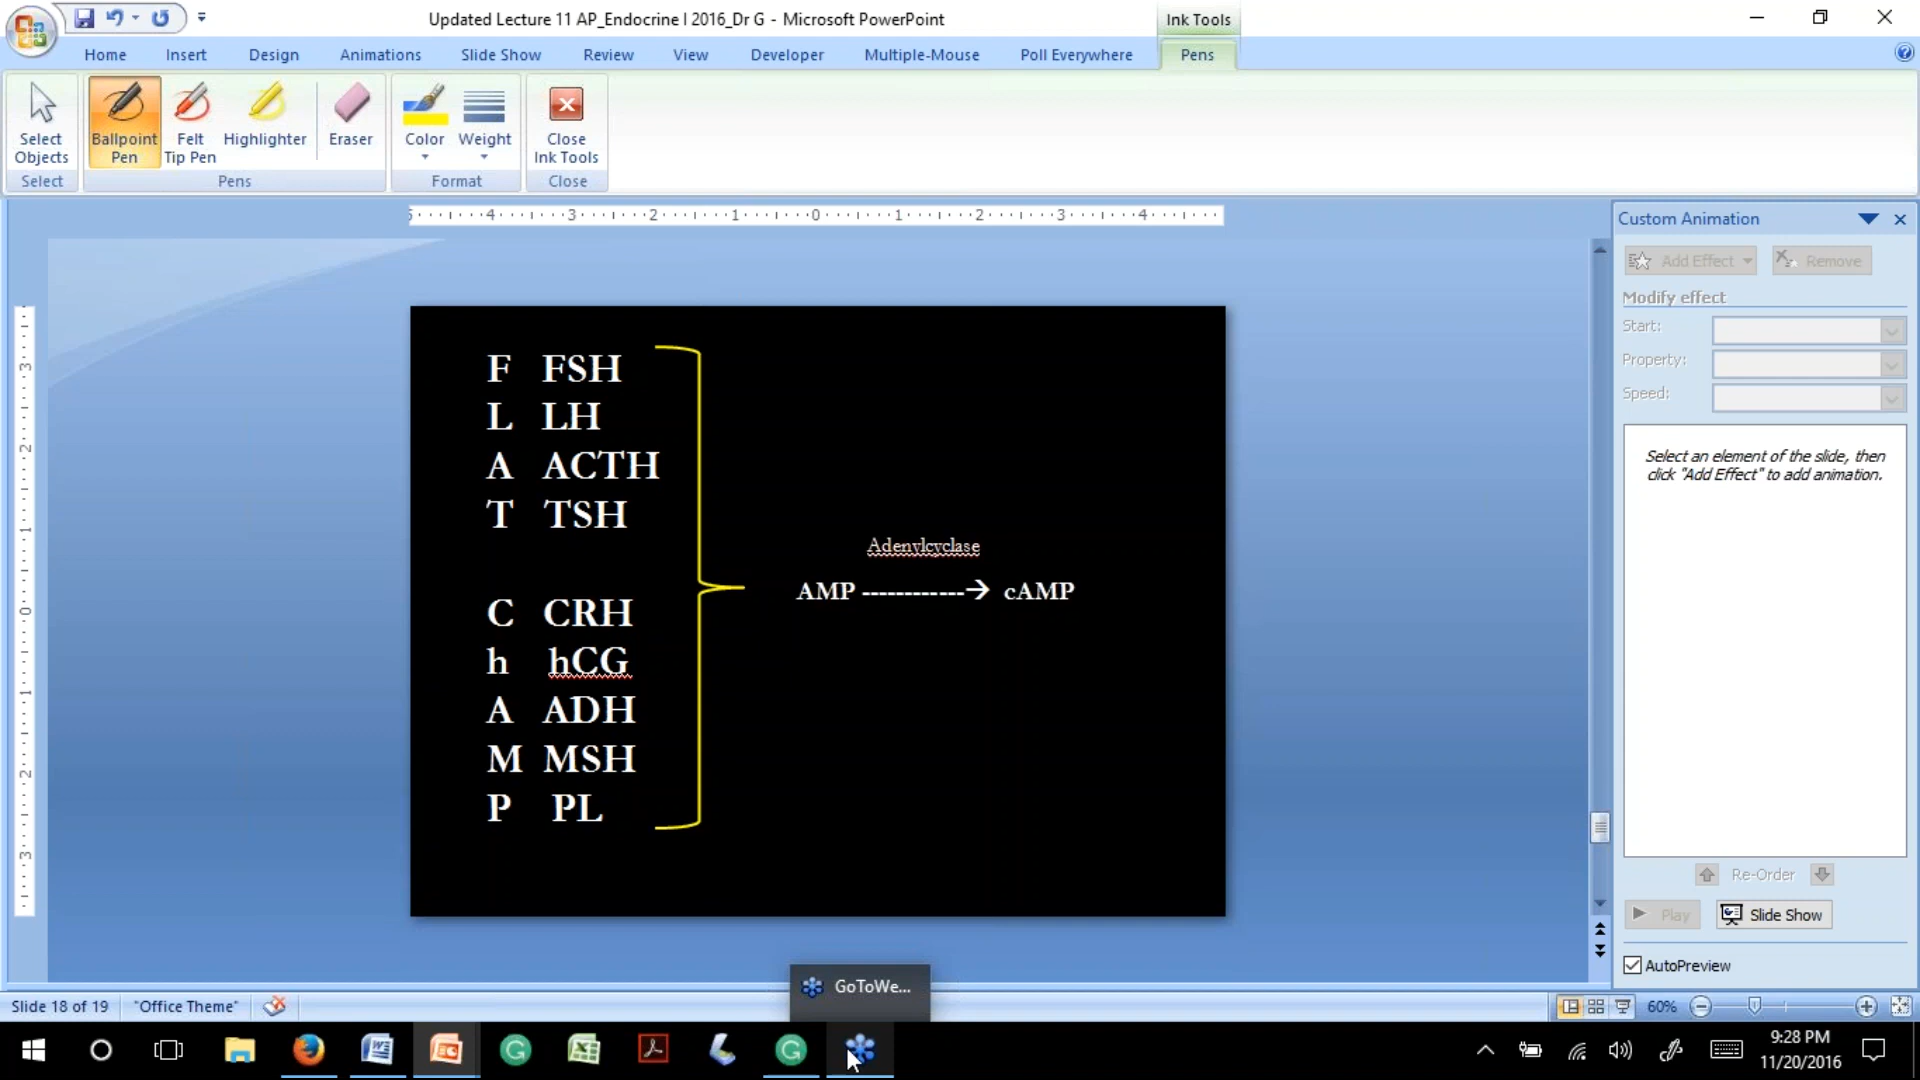 Updated Lecture 11 AP_Endocrine I 2016_Dr G - Microsoft PowerPoint
Ink Tools
Home Insert Design Animations Slide Show Review View Developer Multiple-Mouse Poll Everywhere Pens
Select Objects
Ballpoint Pen
Felt Tip Pen
Highlighter
Eraser
Color
Weight
Close Ink Tools
Select Pens Format Close
Custom Animation
Add Effect Remove
Modify effect
Start:
Property:
Speed:
Select an element of the slide, then
click "Add Effect" to add animation.
Re-Order
Play Slide Show
AutoPreview
F FSH
L LH
A ACTH
T TSH
C CRH
h hCG
A ADH
M MSH
P PL
Adenylcyclase
AMP ------------→ cAMP
GoToWe...
Slide 18 of 19 "Office Theme" 60%
9:28 PM
11/20/2016